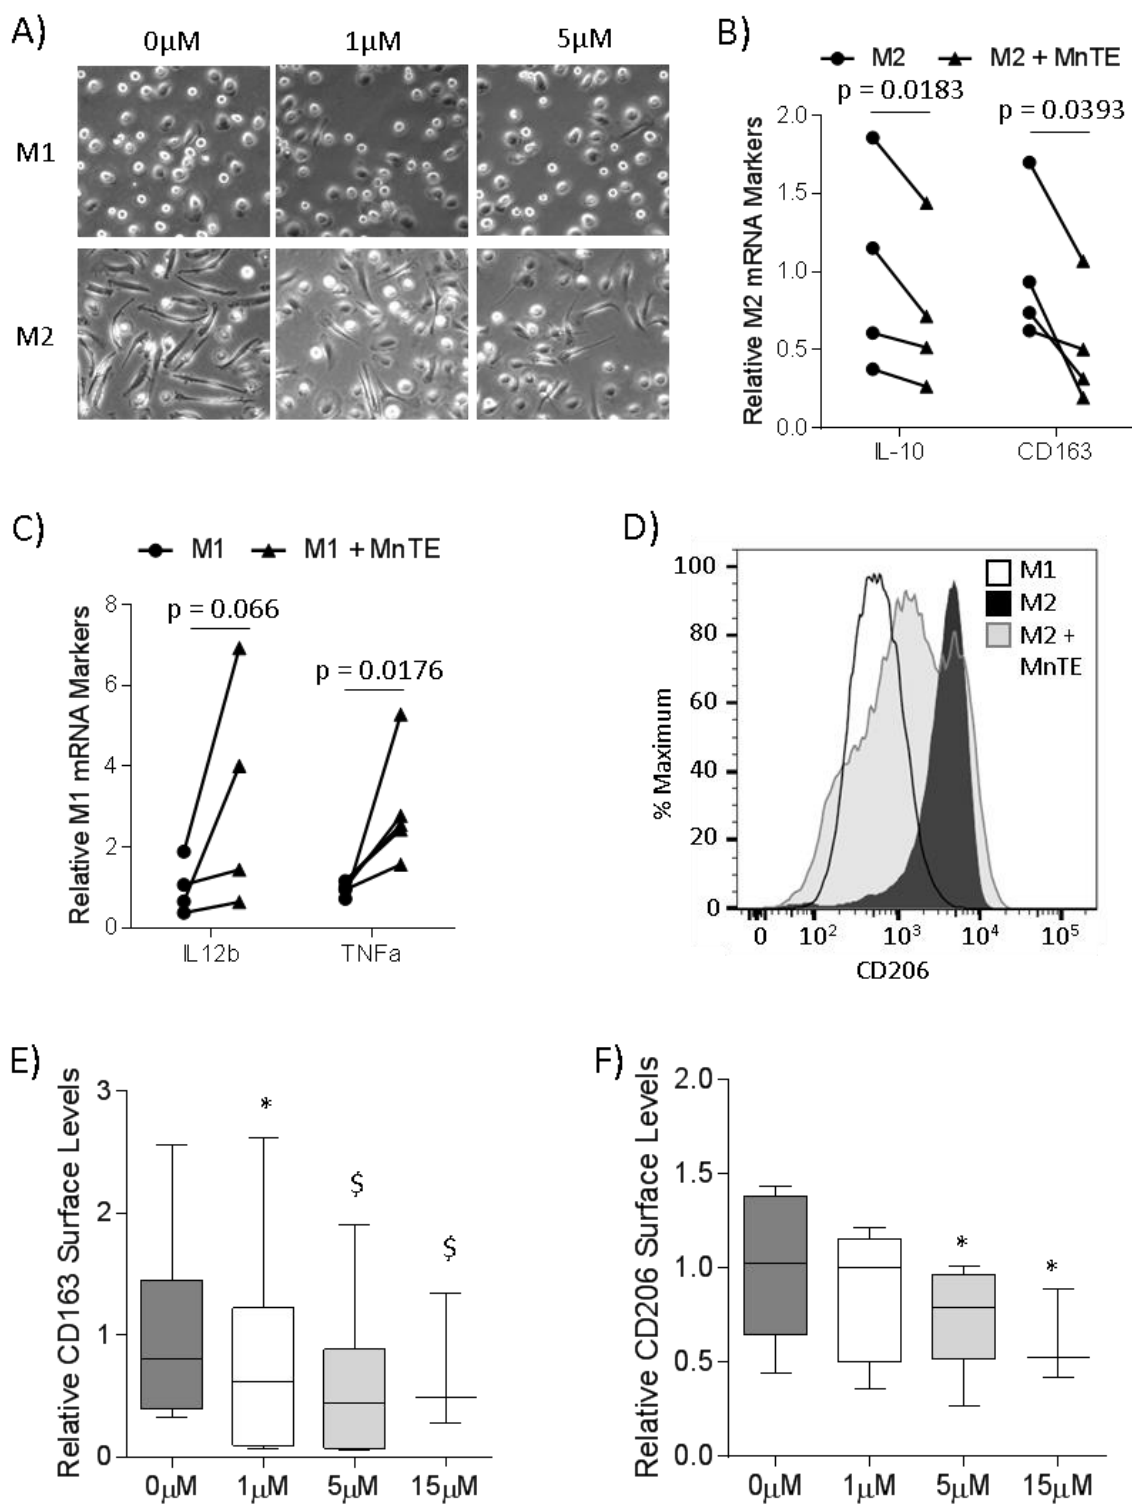 A)
0μM 1μM 5μM
M1
M2
B)
M2 M2 + MnTE
p = 0.0183
p = 0.0393
Relative M2 mRNA Markers
2.0
1.5
1.0
0.5
0.0
IL-10 CD163
C)
M1 M1 + MnTE
p = 0.066
p = 0.0176
Relative M1 mRNA Markers
8
6
4
2
0
IL12b TNFa
D)
M1
M2
M2 +
MnTE
% Maximum
100
80
60
40
20
0
0 10² 10³ 10⁴ 10⁵
CD206
E)
Relative CD163 Surface Levels
3
2
1
0
*
$
$
0μM 1μM 5μM 15μM
F)
Relative CD206 Surface Levels
2.0
1.5
1.0
0.5
0.0
*
*
0μM 1μM 5μM 15μM